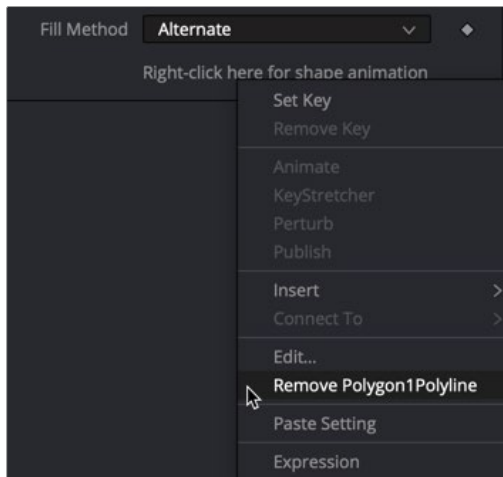 Fill Method Alternate
Right-click here for shape animation
Set Key
Remove Key
Animate
KeyStretcher
Perturb
Publish
Insert
Connect To
Edit...
Remove Polygon1Polyline
Paste Setting
Expression